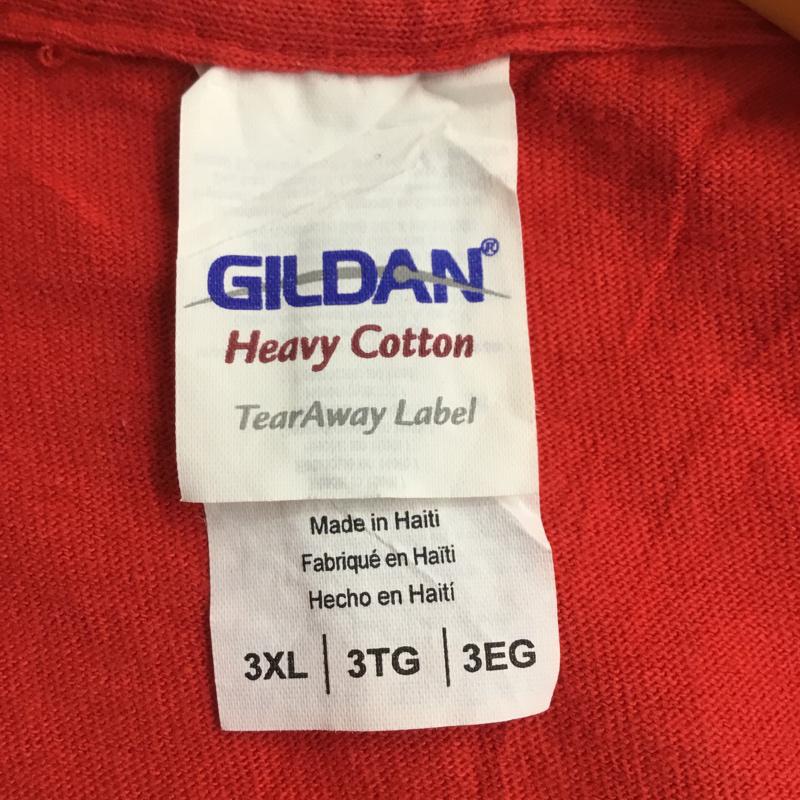 GILDAN®
Heavy Cotton
TearAway Label
Made in Haiti
Fabriqué en Haïti
Hecho en Haití
3XL | 3TG | 3EG